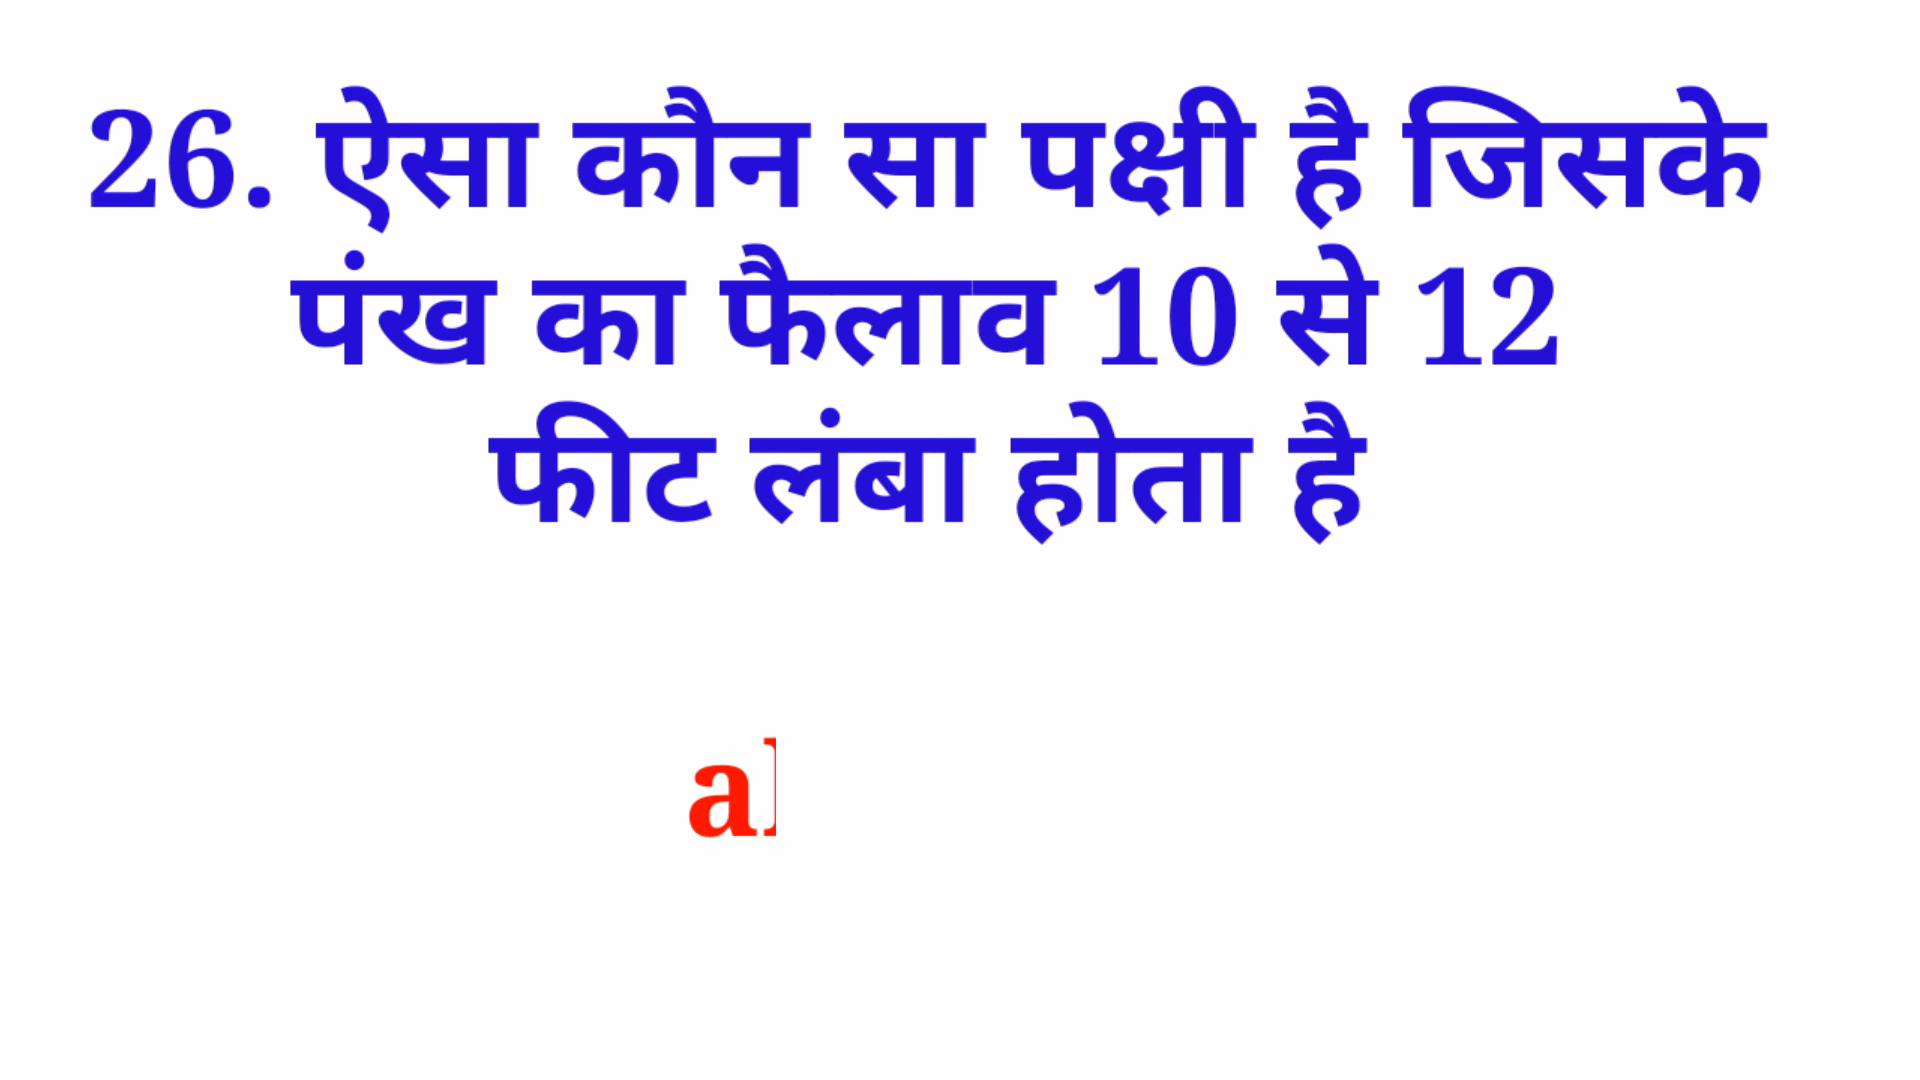 26. ऐसा कौन सा पक्षी है जिसके
पंख का फैलाव 10 से 12
फीट लंबा होता है